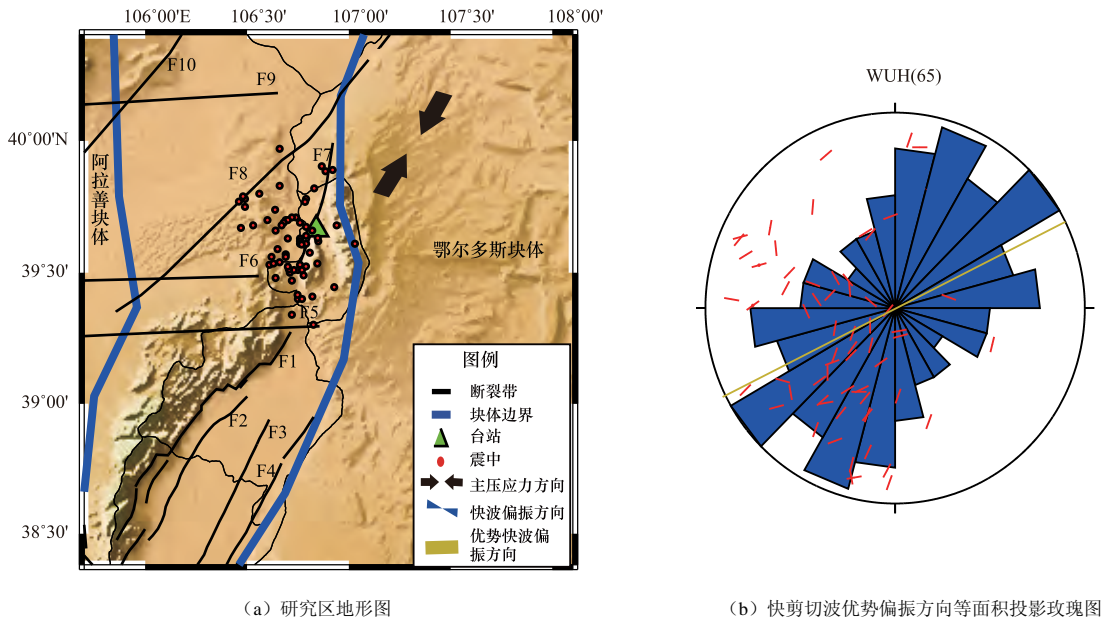 106°00'E 106°30' 107°00' 107°30' 108°00'
40°00'N
39°30'
39°00'
38°30'
F10
F9
F7
F8
F6
F5
F1
F2
F3
F4
阿拉善块体
鄂尔多斯块体
图例
断裂带
块体边界
台站
震中
主压应力方向
快波偏振方向
优势快波偏
振方向
（a）研究区地形图
WUH(65)
（b）快剪切波优势偏振方向等面积投影玫瑰图